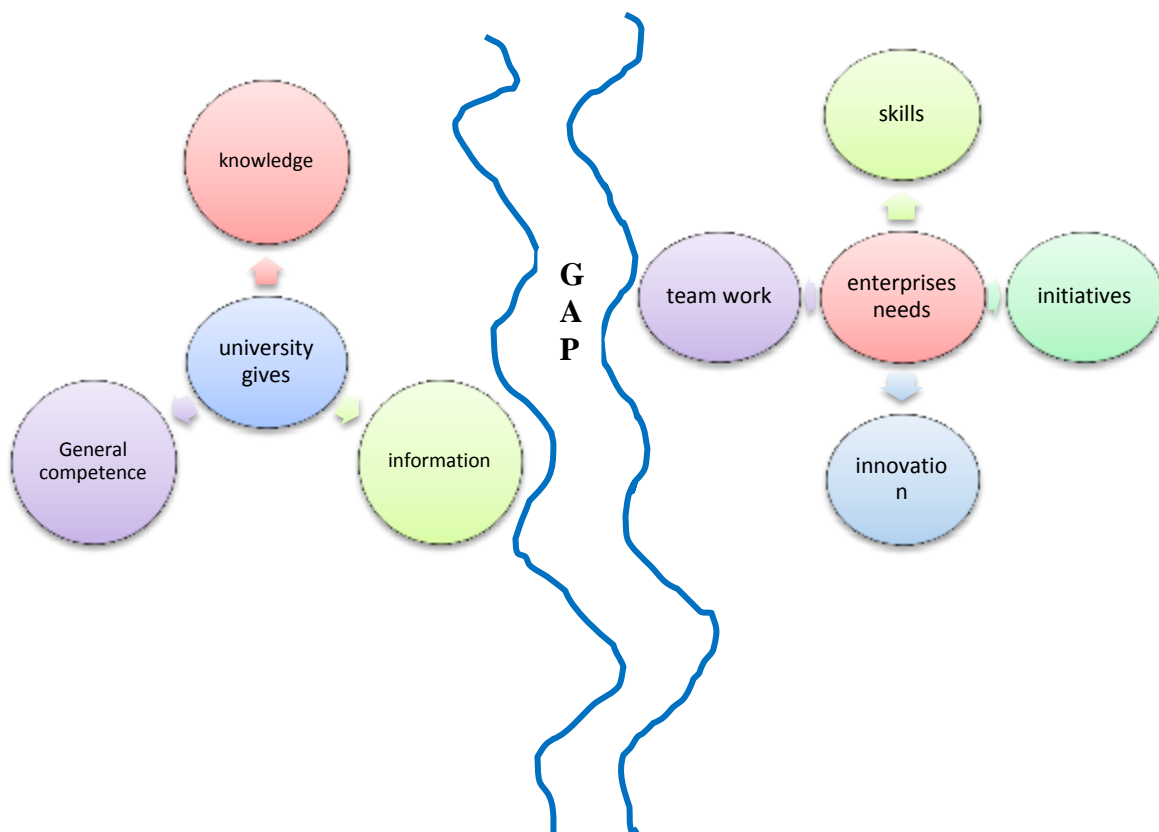 knowledge
university
gives
General
competence
information
G
A
P
skills
team work
enterprises
needs
initiatives
innovatio
n